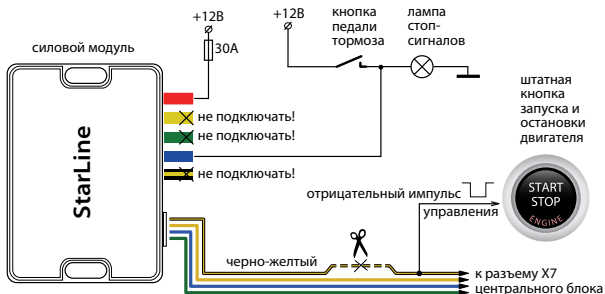 +12В
+12В
кнопка
педали
тормоза
лампа
стоп-
сигналов
силовой модуль
30А
StarLine
не подключать!
не подключать!
не подключать!
штатная
кнопка
запуска и
остановки
двигателя
START
STOP
ENGINE
отрицательный импульс
управления
черно-желтый
к разъему X7
центрального блока